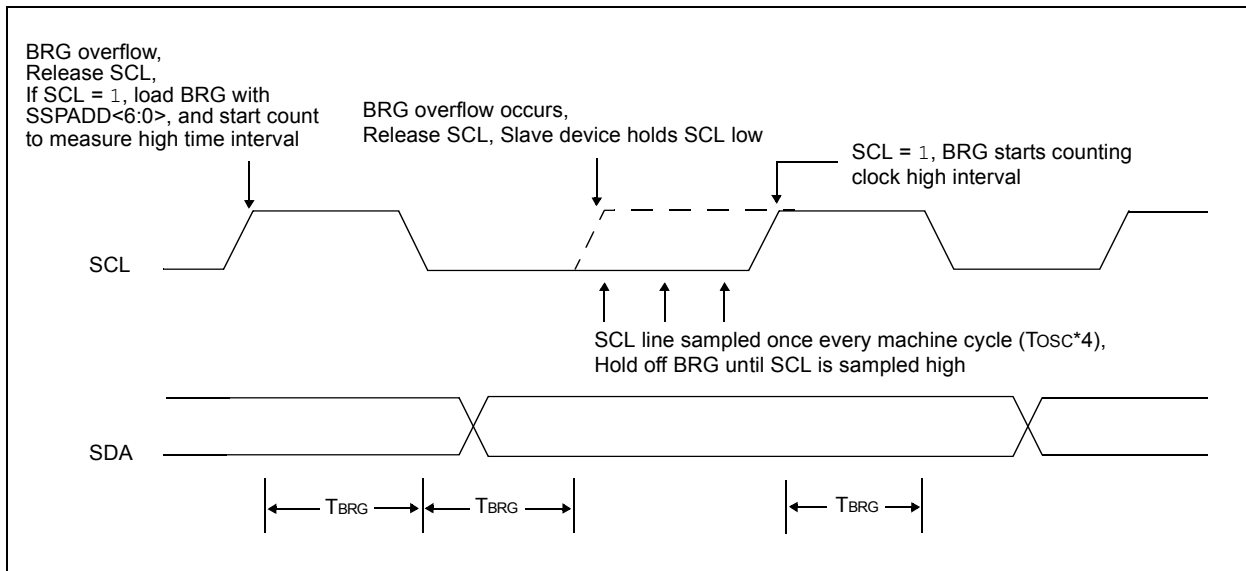 BRG overflow,
Release SCL,
If SCL = 1, load BRG with
SSPADD<6:0>, and start count
to measure high time interval
BRG overflow occurs,
Release SCL, Slave device holds SCL low
SCL = 1, BRG starts counting
clock high interval
SCL
SCL line sampled once every machine cycle (TOSC*4),
Hold off BRG until SCL is sampled high
SDA
TBRG
TBRG
TBRG